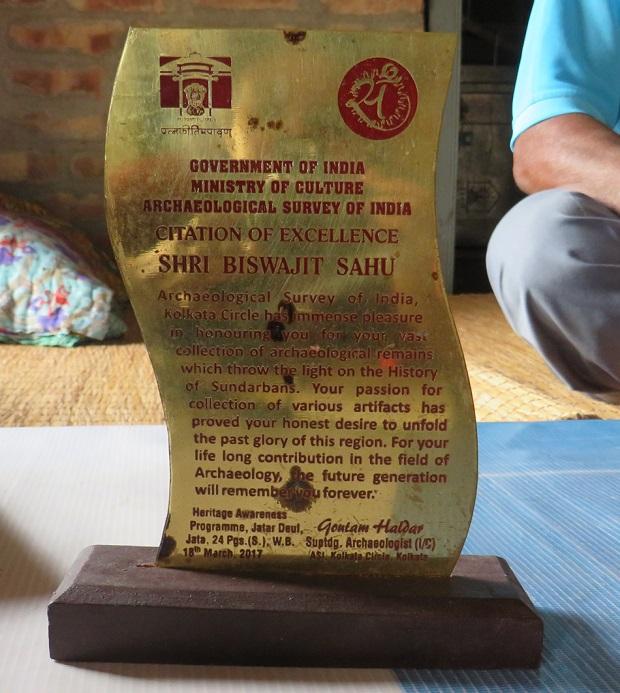 प्रत्नकीर्तिमपावृणु
GOVERNMENT OF INDIA
MINISTRY OF CULTURE
ARCHAEOLOGICAL SURVEY OF INDIA
CITATION OF EXCELLENCE
SHRI BISWAJIT SAHU
Archaeological Survey of India,
Kolkata Circle has immense pleasure
in honouring you for your vast
collection of archaeological remains
which throw the light on the History
of Sundarbans. Your passion for
collection of various artifacts has
proved your honest desire to unfold
the past glory of this region. For your
life long contribution in the field of
Archaeology, the future generation
will remember you forever.
Heritage Awareness
Programme, Jatar Deul,
Jata, 24 Pgs.(S.), W.B.
18th March, 2017
Goutam Haldar
Suptdg. Archaeologist (I/C)
ASI, Kolkata Circle, Kolkata